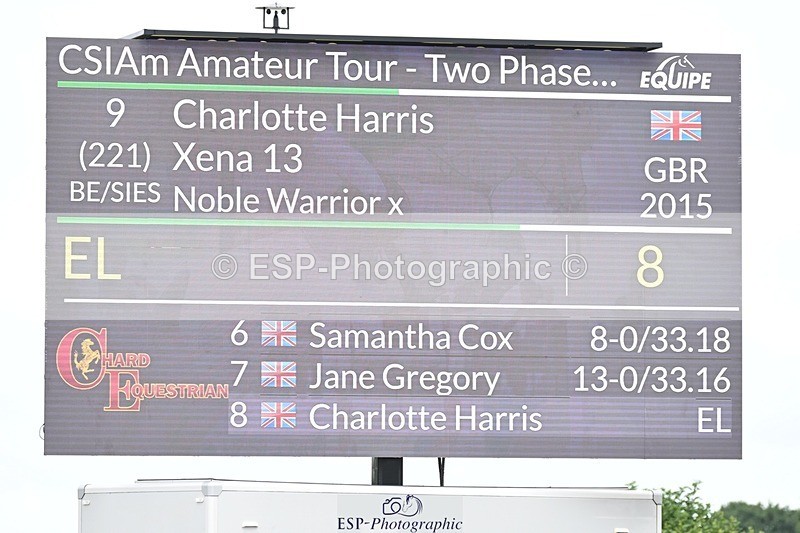 CSIAm Amateur Tour - Two Phase... EQUIPE
9 Charlotte Harris
(221) Xena 13 GBR
BE/SIES Noble Warrior x 2015
EL 8
© ESP-Photographic ©
6 Samantha Cox 8-0/33.18
7 Jane Gregory 13-0/33.16
8 Charlotte Harris EL
CHARD
EQUESTRIAN
ESP-Photographic